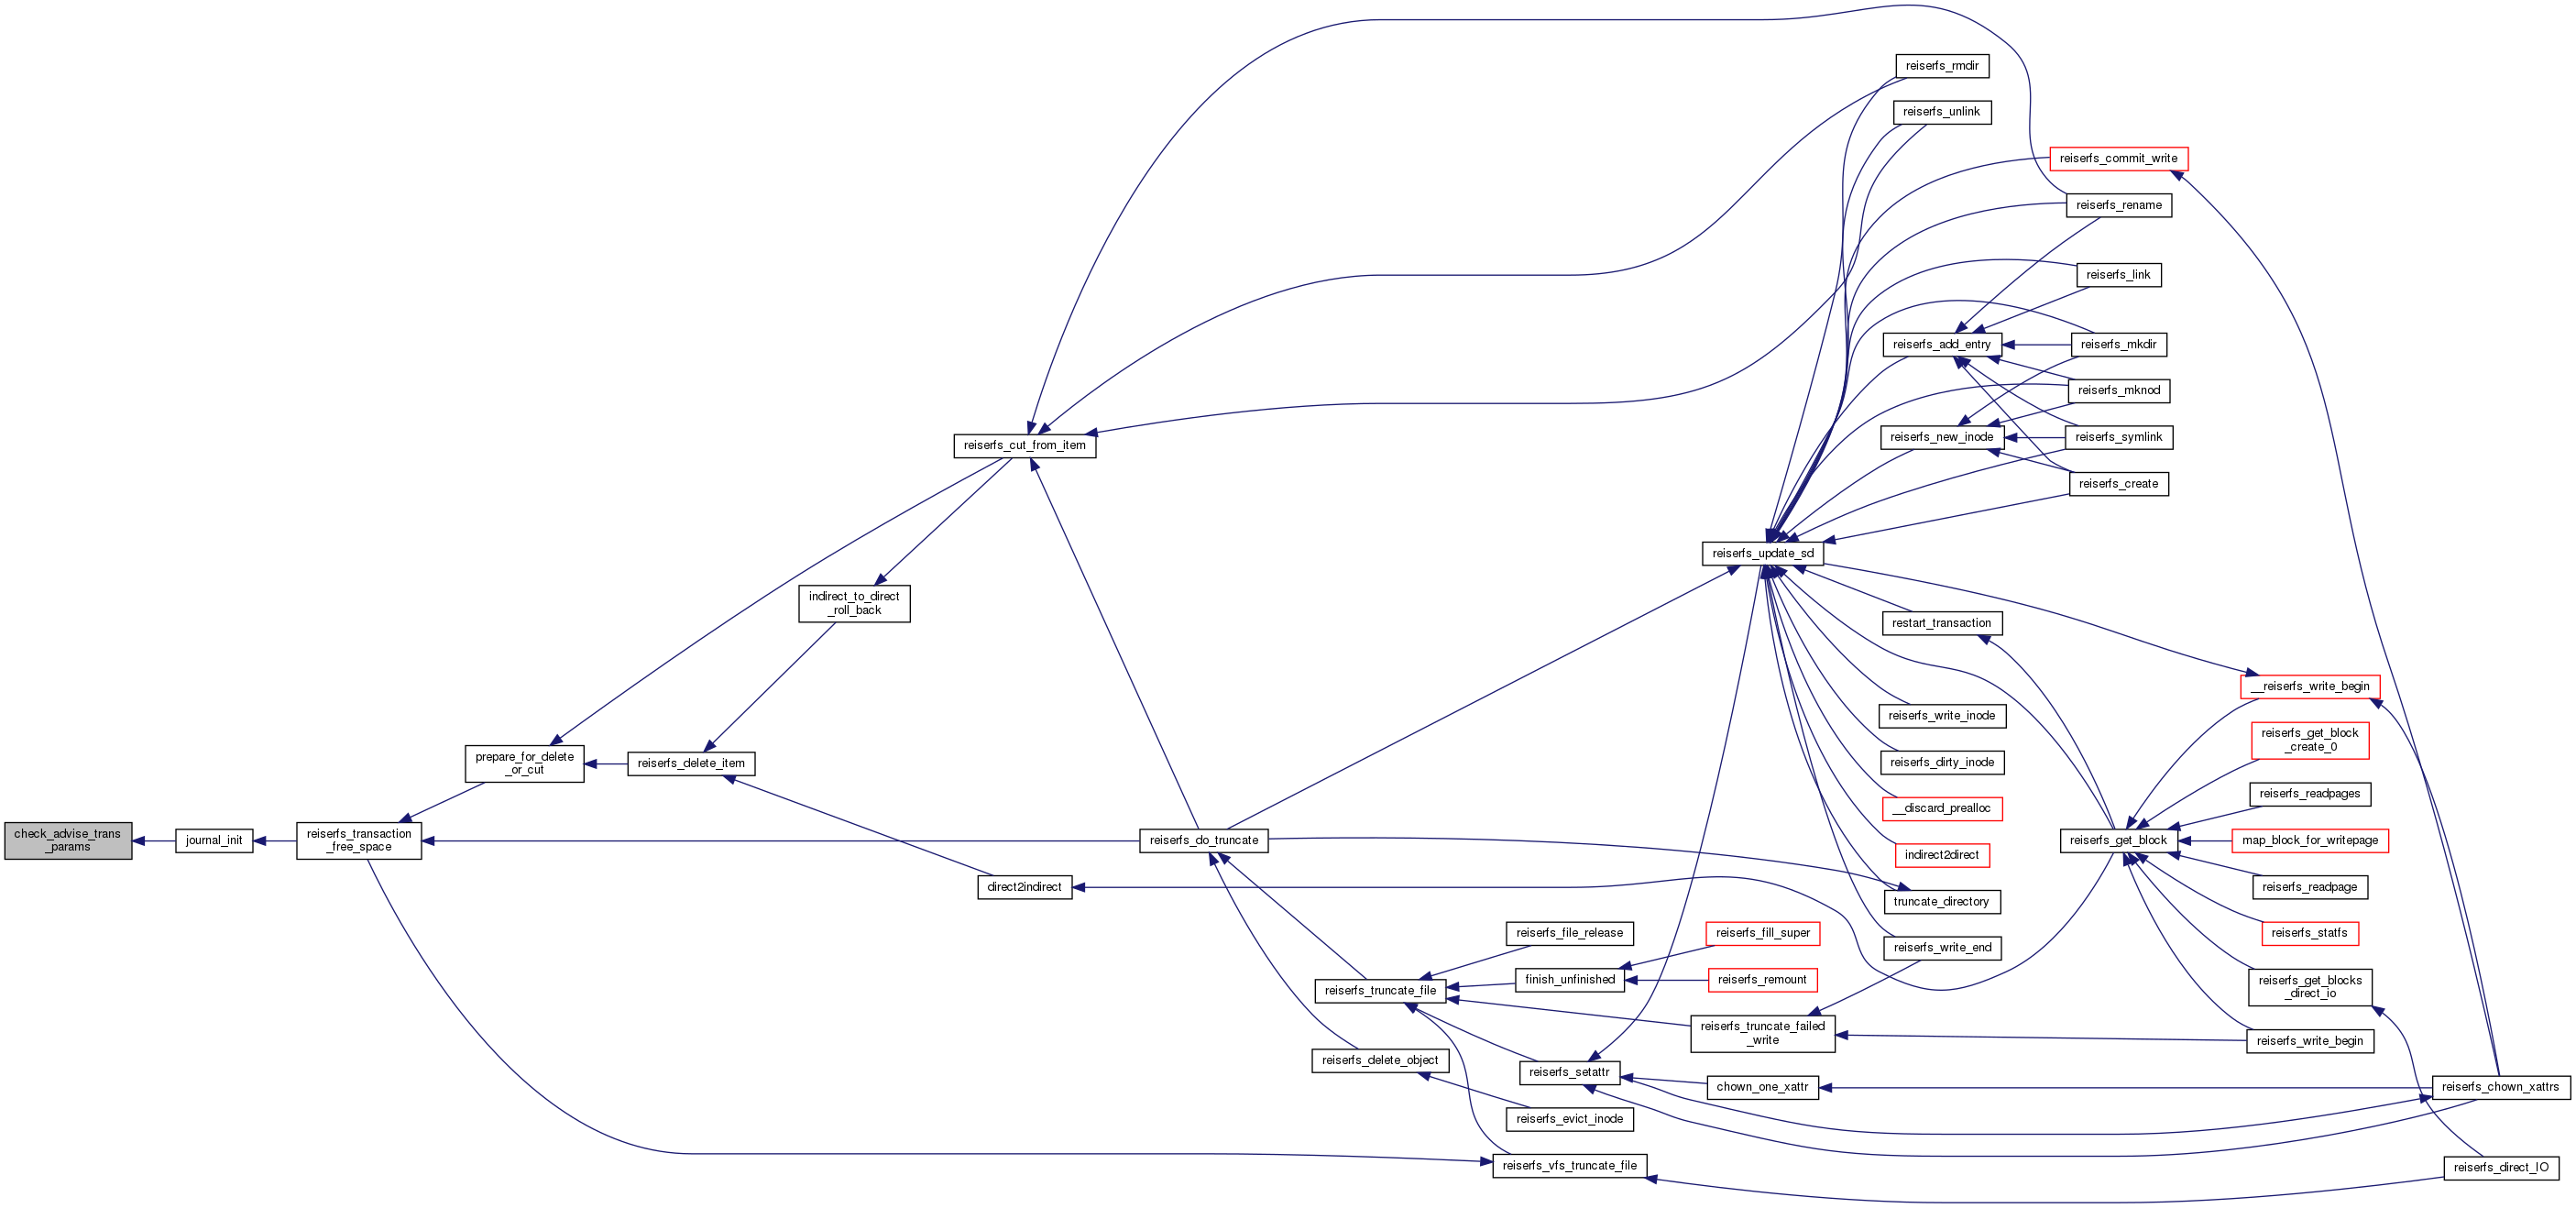 reiserfs_rmdir
reiserfs_unlink
reiserfs_commit_write
reiserfs_rename
reiserfs_link
reiserfs_add_entry
reiserfs_mkdir
reiserfs_mknod
reiserfs_new_inode
reiserfs_symlink
reiserfs_cut_from_item
reiserfs_create
reiserfs_update_sd
indirect_to_direct
_roll_back
restart_transaction
__reiserfs_write_begin
reiserfs_write_inode
reiserfs_get_block
_create_0
prepare_for_delete
_or_cut
reiserfs_delete_item
reiserfs_dirty_inode
reiserfs_readpages
__discard_prealloc
check_advise_trans
_params
journal_init
reiserfs_transaction
_free_space
reiserfs_do_truncate
reiserfs_get_block
map_block_for_writepage
indirect2direct
direct2indirect
reiserfs_readpage
truncate_directory
reiserfs_file_release
reiserfs_fill_super
reiserfs_statfs
reiserfs_write_end
finish_unfinished
reiserfs_remount
reiserfs_truncate_file
reiserfs_get_blocks
_direct_io
reiserfs_truncate_failed
_write
reiserfs_write_begin
reiserfs_delete_object
reiserfs_setattr
chown_one_xattr
reiserfs_chown_xattrs
reiserfs_evict_inode
reiserfs_vfs_truncate_file
reiserfs_direct_IO